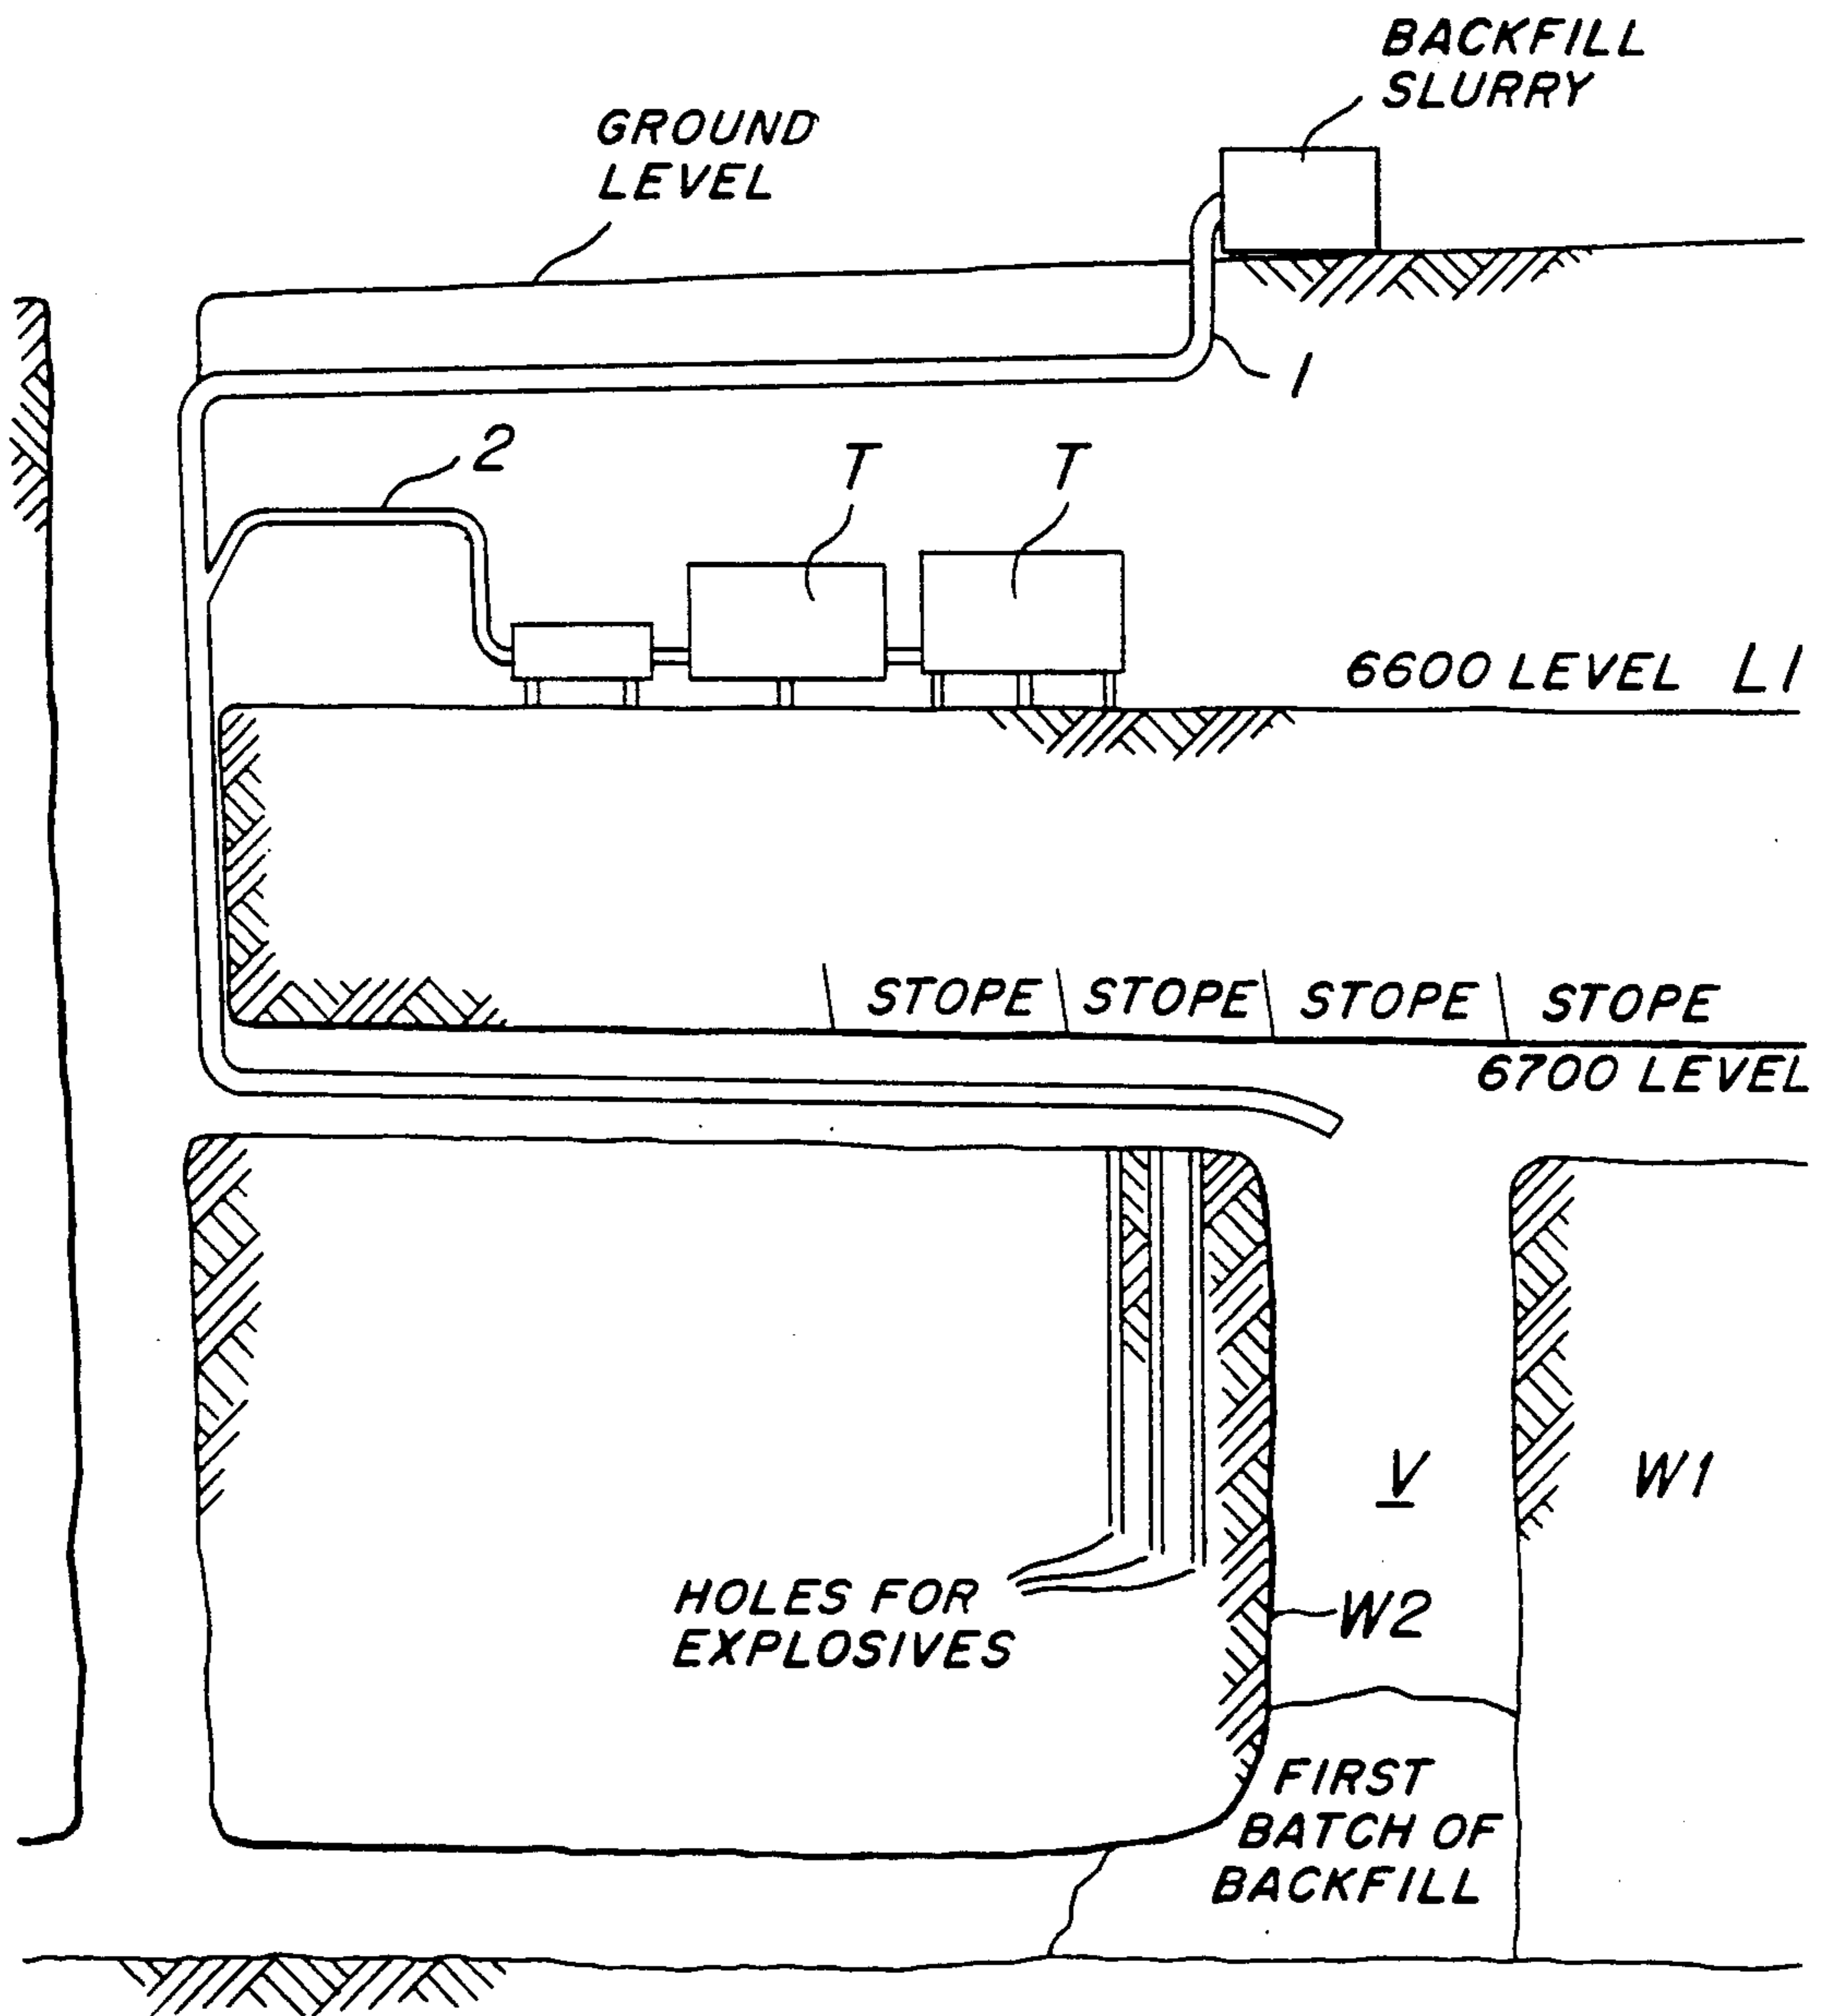 BACKFILL
SLURRY
GROUND
LEVEL
1
2
T T
6600 LEVEL L1
STOPE STOPE STOPE STOPE
6700 LEVEL
V
W1
HOLES FOR
EXPLOSIVES
W2
FIRST
BATCH OF
BACKFILL